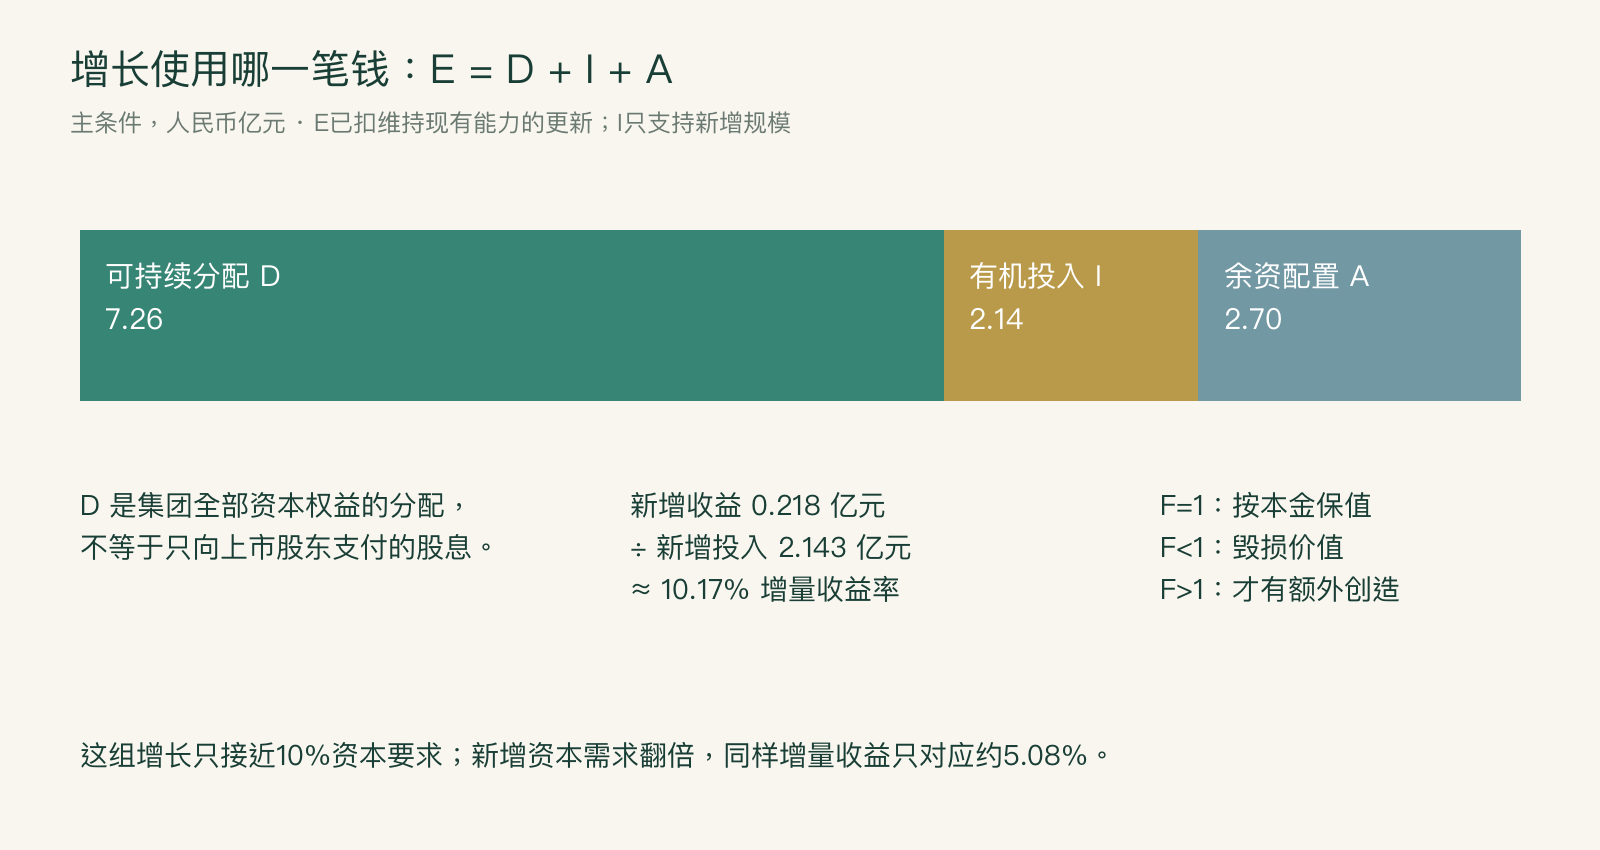 增长使用哪一笔钱：E = D + I + A
主条件，人民币亿元 · E已扣维持现有能力的更新；I只支持新增规模
可持续分配 D
7.26
有机投入 I
2.14
余资配置 A
2.70
D 是集团全部资本权益的分配，
不等于只向上市股东支付的股息。
新增收益 0.218 亿元
÷ 新增投入 2.143 亿元
≈ 10.17% 增量收益率
F=1：按本金保值
F<1：毁损价值
F>1：才有额外创造
这组增长只接近10%资本要求；新增资本需求翻倍，同样增量收益只对应约5.08%。